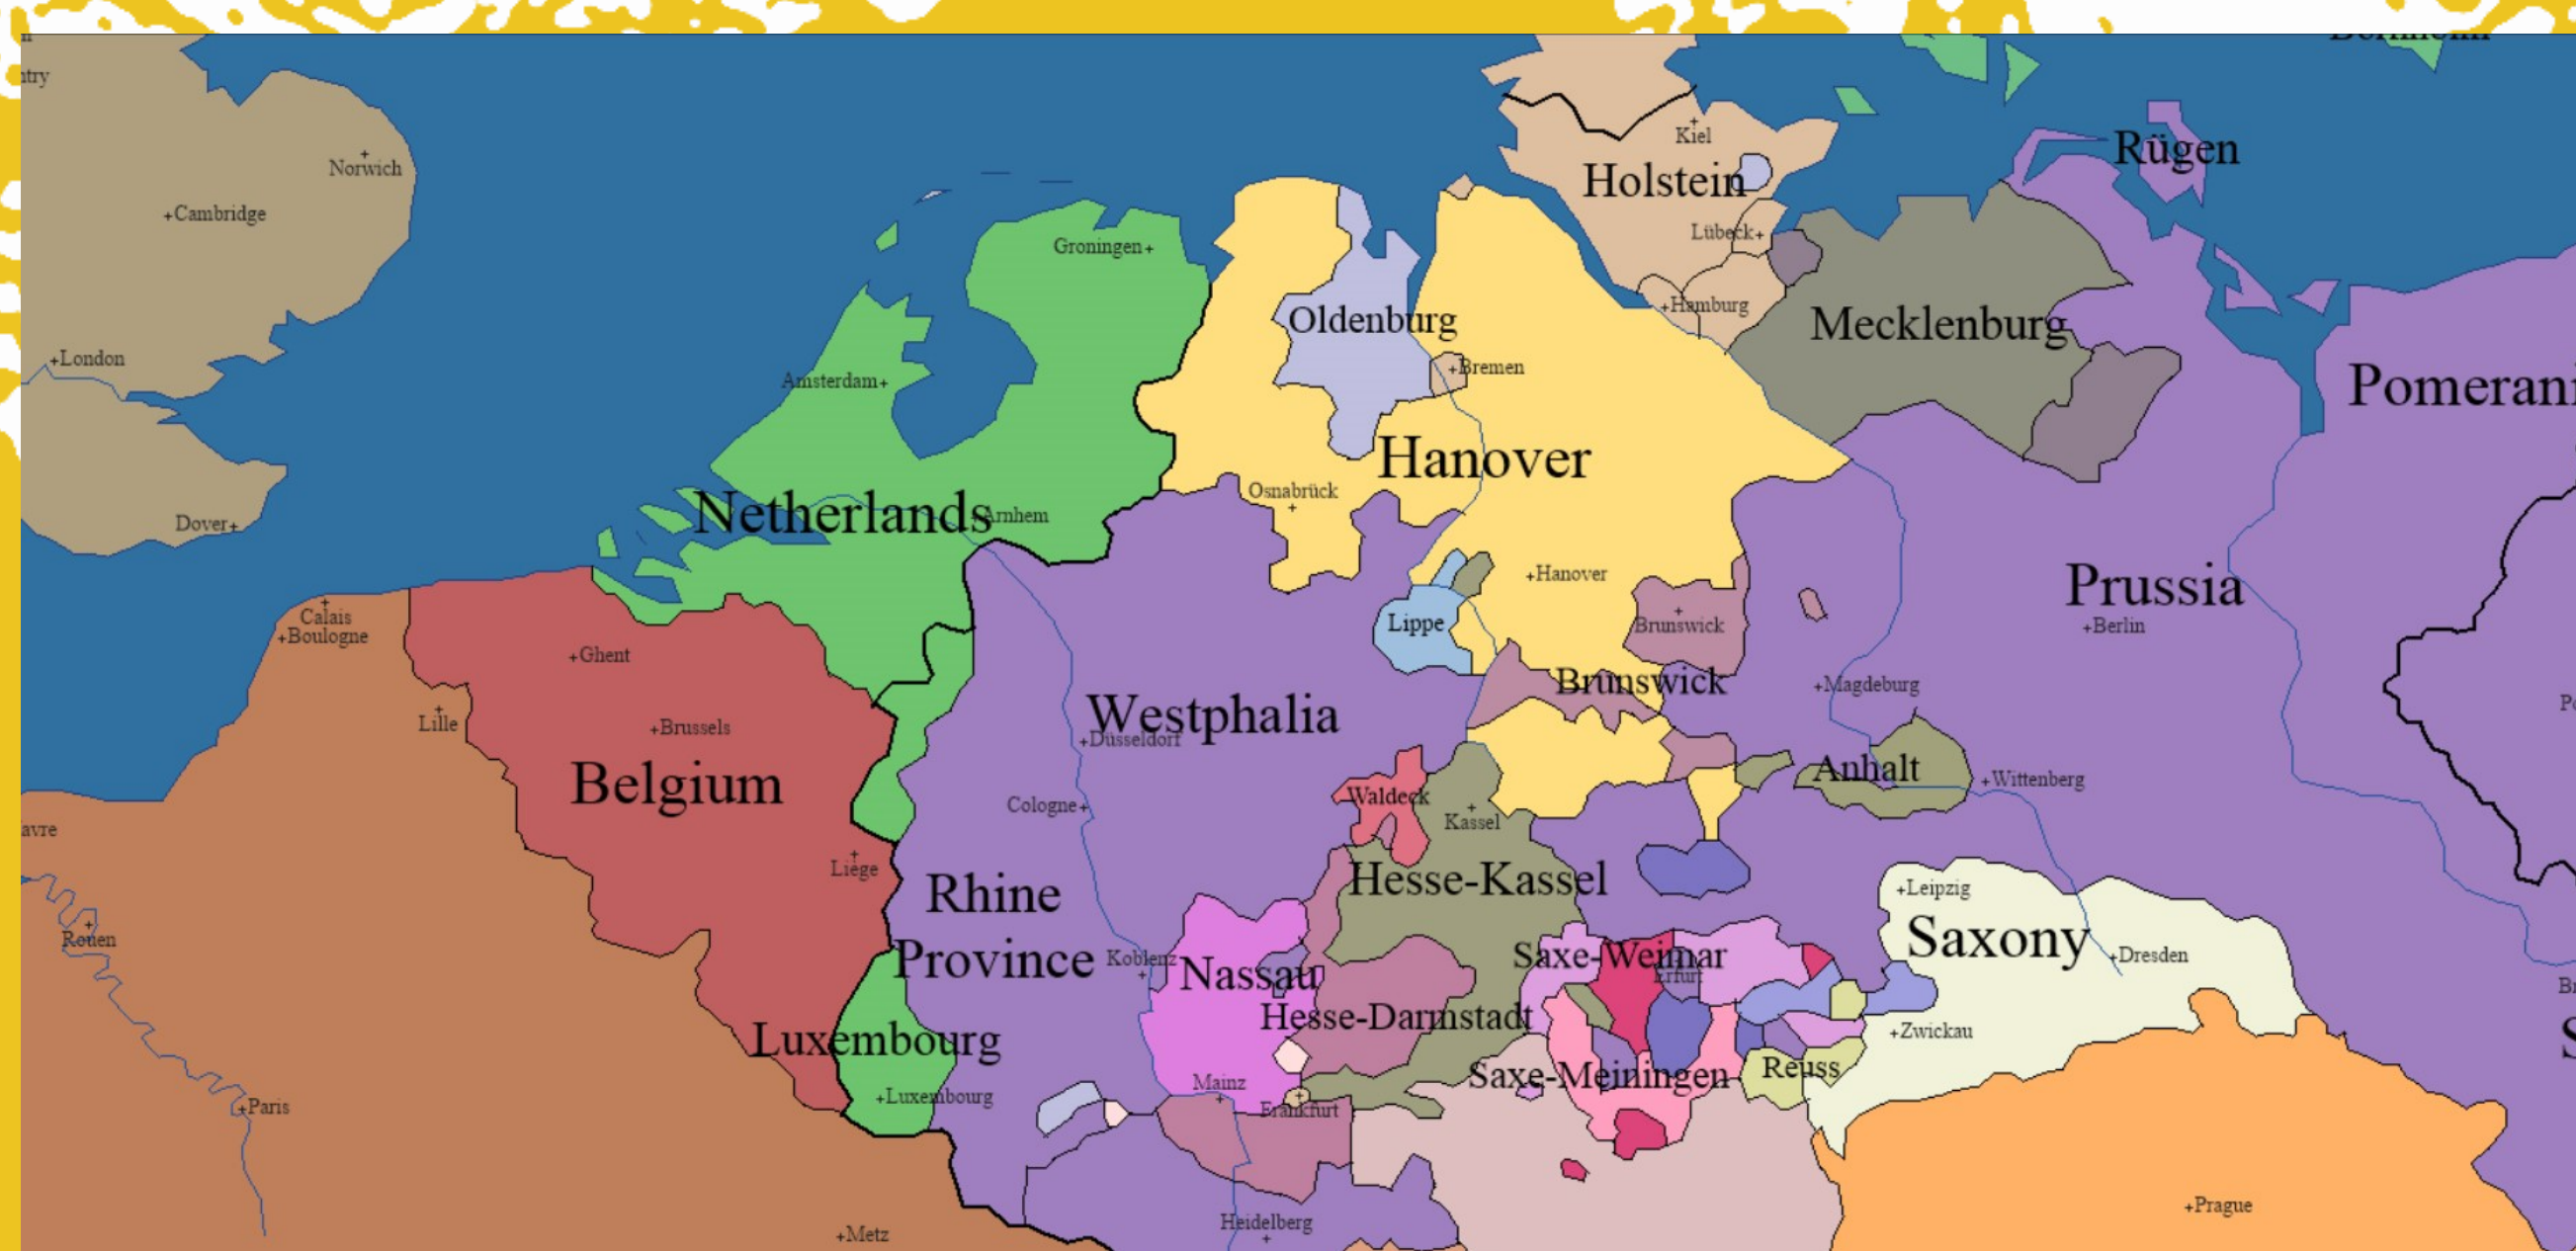 Norwich
+Cambridge
+London
Dover+
Calais
+Boulogne
Lille
+Ghent
+Brussels
Belgium
Liège
Rouen
+Paris
+Metz
Groningen+
Amsterdam+
Netherlands
Arnhem
Luxembourg
+Luxembourg
Kiel
Holstein
Lübeck+
+Hamburg
Rügen
Mecklenburg
Oldenburg
+Bremen
Hanover
Osnabrück
+Hanover
Lippe
Brunswick
Brunswick
Prussia
+Berlin
+Magdeburg
Westphalia
+Düsseldorf
Cologne+
Rhine
Province
Koblenz
Nassau
Waldeck
Kassel
Hesse-Kassel
Hesse-Darmstadt
Mainz
Frankfurt
Heidelberg
Anhalt
+Wittenberg
+Leipzig
Saxony
+Dresden
+Zwickau
Saxe-Weimar
Erfurt
Saxe-Meiningen
Reuss
+Prague